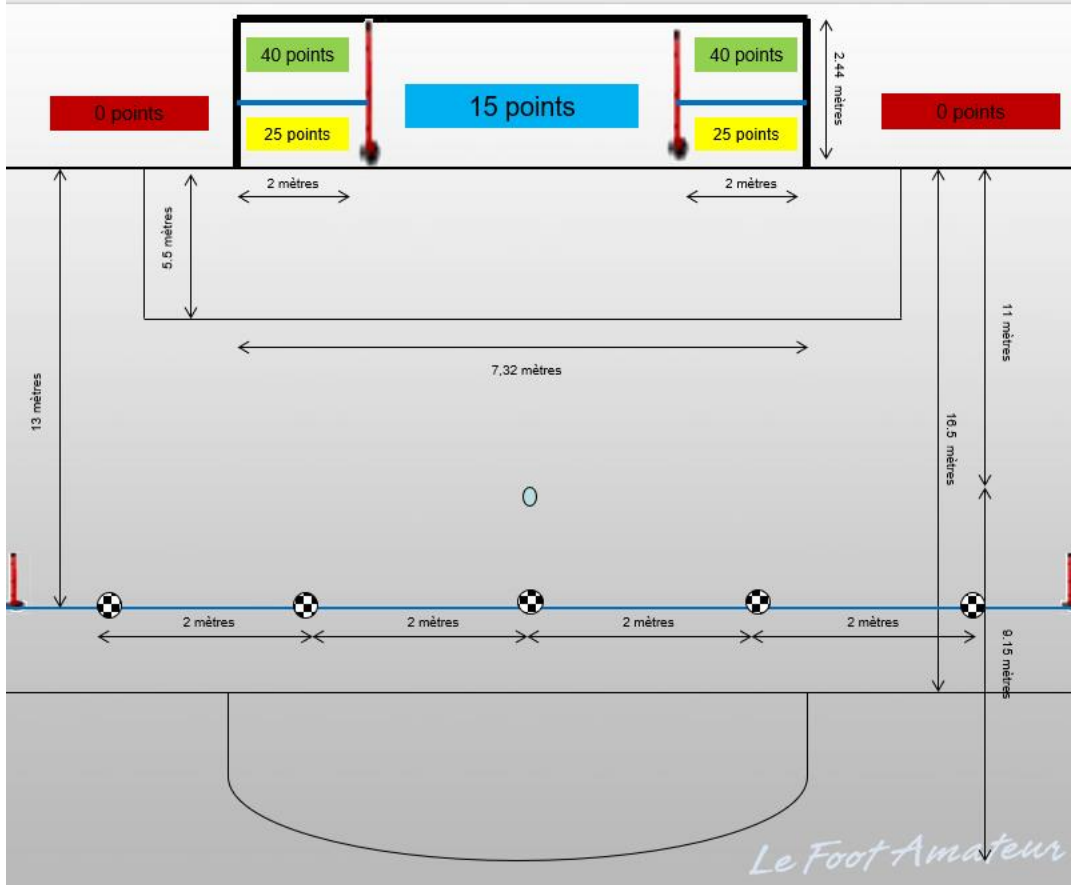 40 points
40 points
2.44 mètres
0 points
15 points
0 points
25 points
25 points
2 mètres
2 mètres
5.5 mètres
11 mètres
7,32 mètres
13 mètres
16.5 mètres
2 mètres
2 mètres
2 mètres
2 mètres
9.15 mètres
Le Foot Amateur